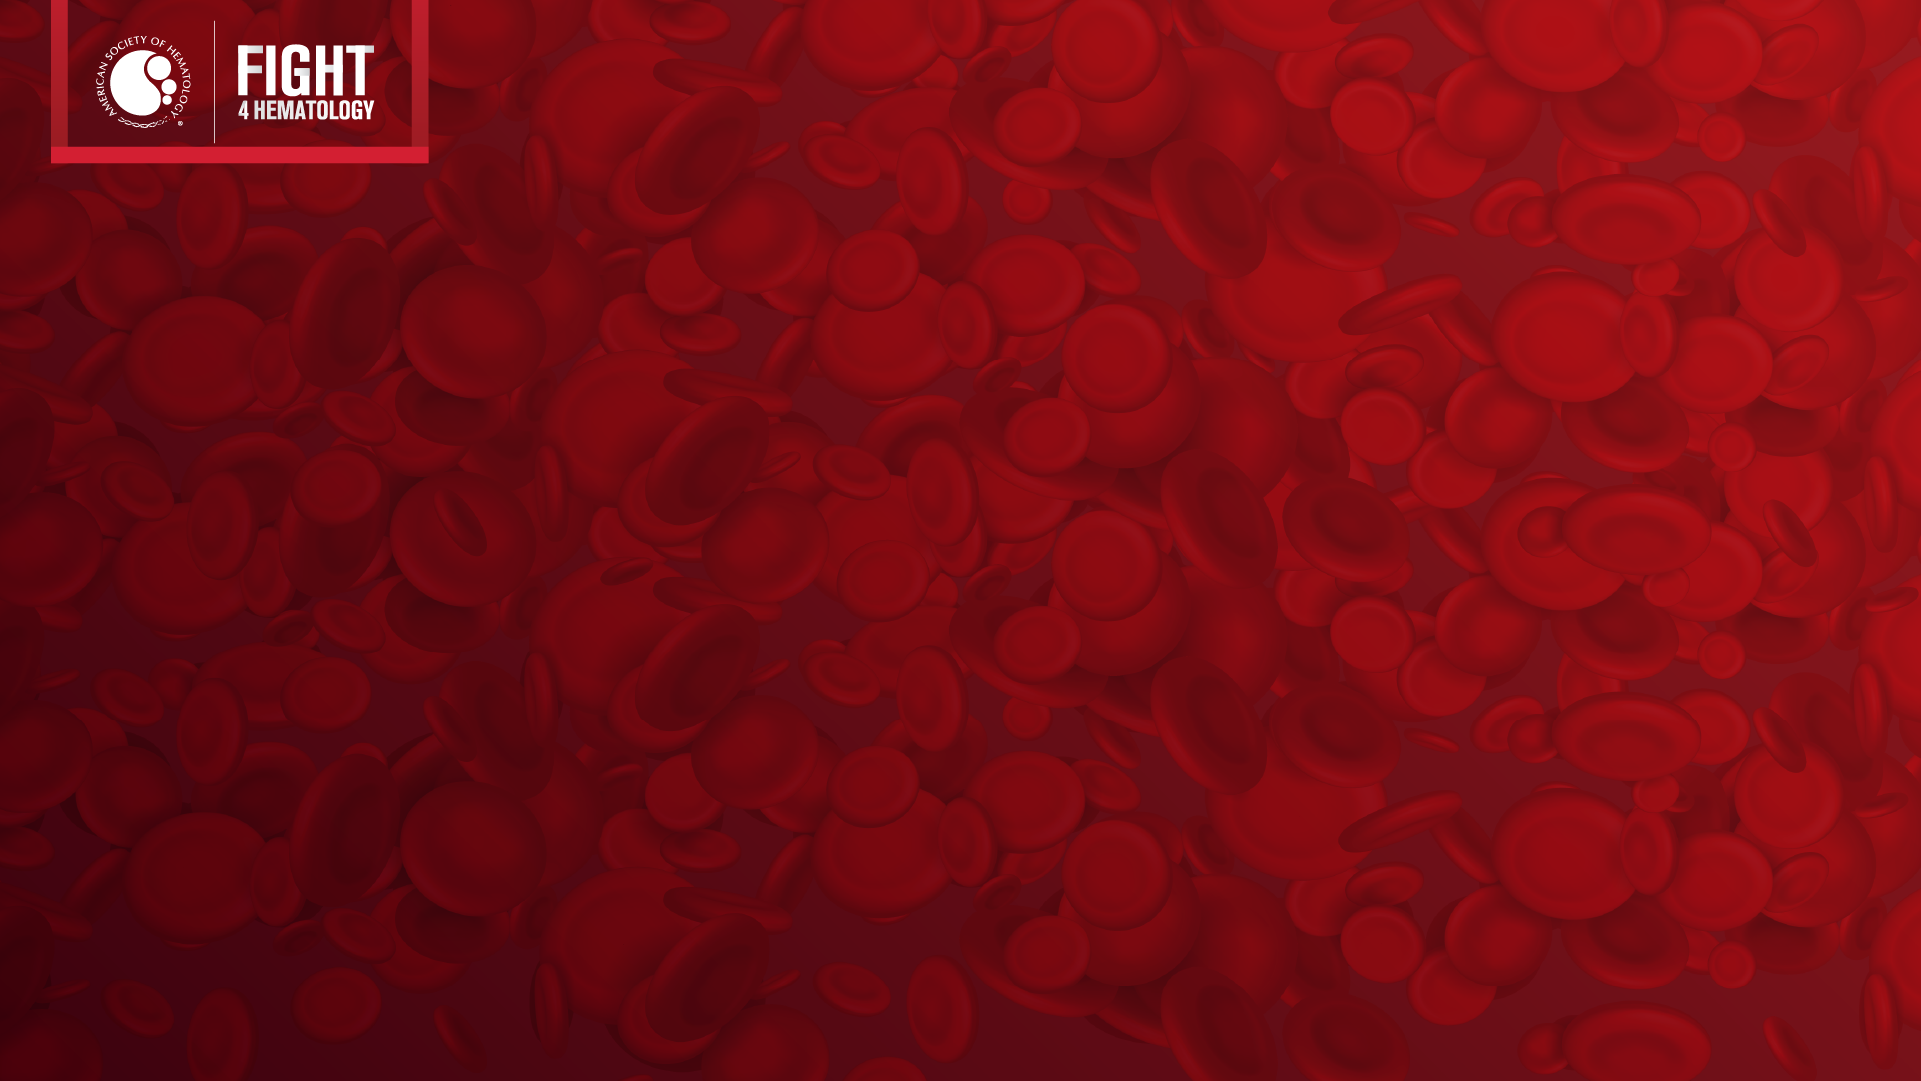 AMERICAN SOCIETY OF HEMATOLOGY
®
FIGHT
4 HEMATOLOGY